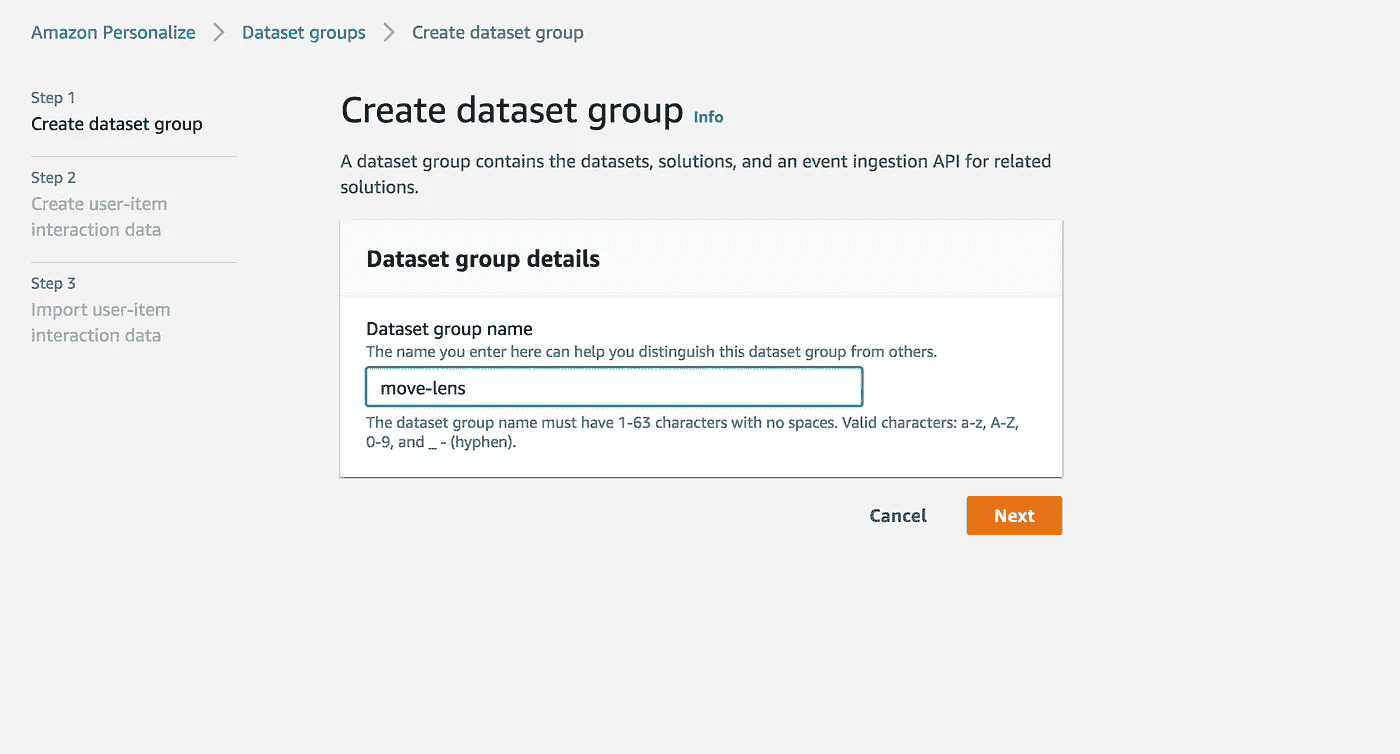 Amazon Personalize > Dataset groups > Create dataset group
Step 1
Create dataset group
Step 2
Create user-item
interaction data
Step 3
Import user-item
interaction data
Create dataset group Info
A dataset group contains the datasets, solutions, and an event ingestion API for related
solutions.
Dataset group details
Dataset group name
The name you enter here can help you distinguish this dataset group from others.
move-lens
The dataset group name must have 1-63 characters with no spaces. Valid characters: a-z, A-Z,
0-9, and _ - (hyphen).
Cancel Next